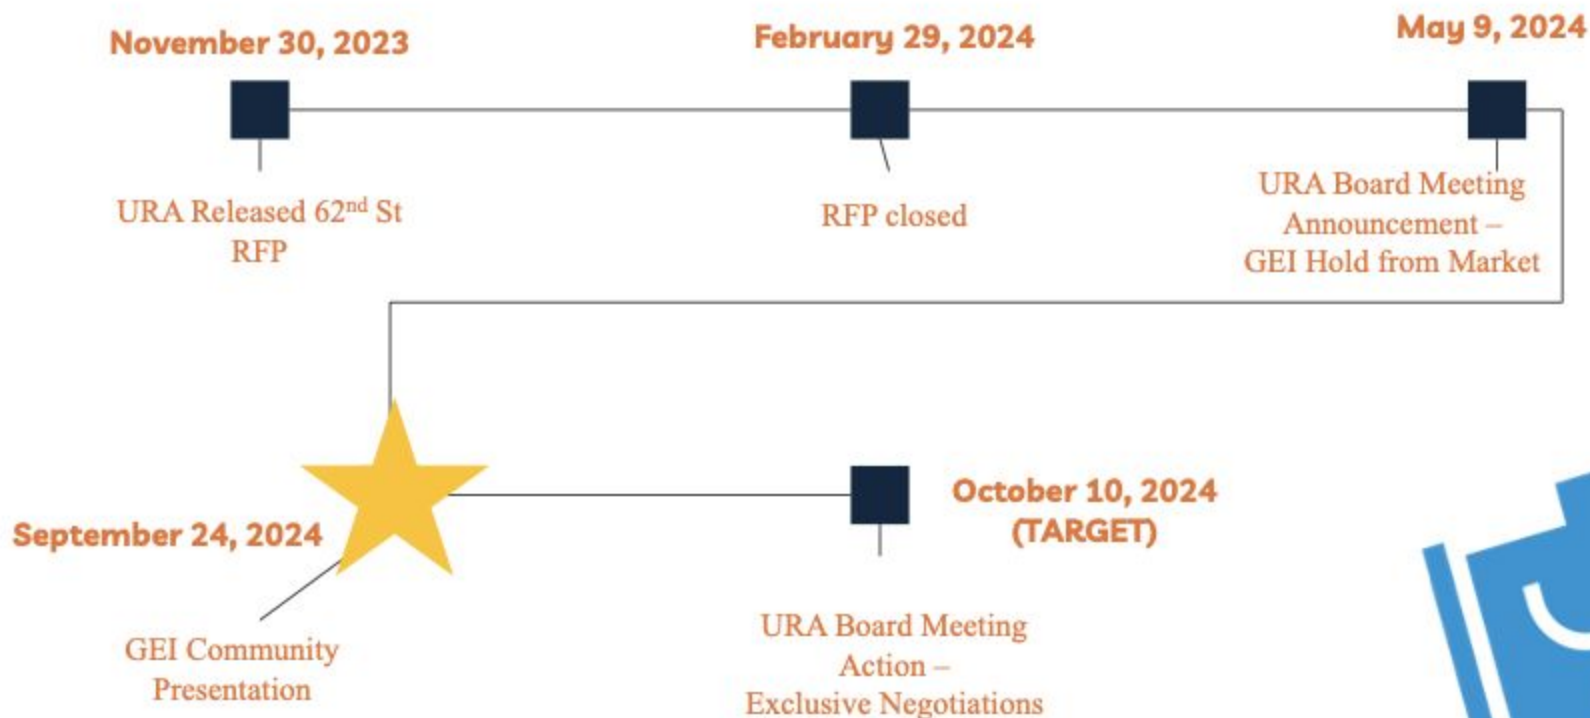 November 30, 2023
February 29, 2024
May 9, 2024
URA Released 62nd St
RFP
RFP closed
URA Board Meeting
Announcement –
GEI Hold from Market
September 24, 2024
GEI Community
Presentation
October 10, 2024
(TARGET)
URA Board Meeting
Action –
Exclusive Negotiations